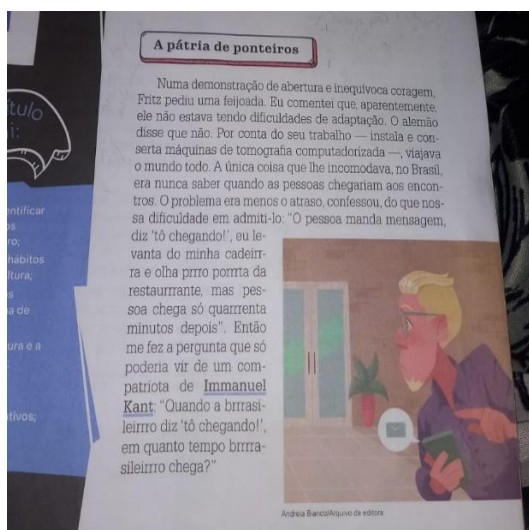 A pátria de ponteiros
Numa demonstração de abertura e inequívoca coragem,
Fritz pediu uma feijoada. Eu comentei que, aparentemente,
ele não estava tendo dificuldades de adaptação. O alemão
disse que não. Por conta do seu trabalho — instala e con-
serta máquinas de tomografia computadorizada —, viajava
o mundo todo. A única coisa que lhe incomodava, no Brasil,
era nunca saber quando as pessoas chegariam aos encon-
tros. O problema era menos o atraso, confessou, do que nos-
sa dificuldade em admiti-lo: “O pessoa manda mensagem,
diz ‘tô chegando!’, eu le-
vanta do minha cadeirr-
ra e olha prrro porrrta da
restaurrrante, mas pes-
soa chega só quarrrenta
minutos depois”. Então
me fez a pergunta que só
poderia vir de um com-
patriota de Immanuel
Kant: “Quando a brrrasi-
leirrro diz ‘tô chegando!’,
em quanto tempo brrrra-
sileirrro chega?”
Andreia Bianco/Arquivo da editora
ítulo
i:
entificar
os
ro;
hábitos
ltura;
s
a de
ura e a
tivos;